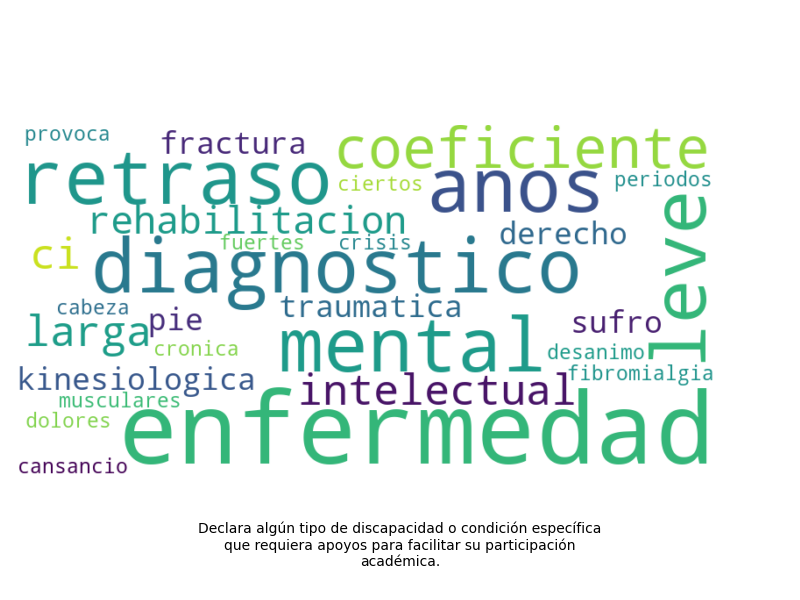 provoca
fractura
coeficiente
retraso
ciertos
anos
periodos
rehabilitacion
leve
derecho
ci
fuertes
crisis
diagnostico
cabeza
traumatica
larga
pie
sufro
mental
cronica
desanimo
kinesiologica
intelectual
fibromialgia
musculares
enfermedad
dolores
cansancio
Declara algún tipo de discapacidad o condición específica
que requiera apoyos para facilitar su participación
académica.